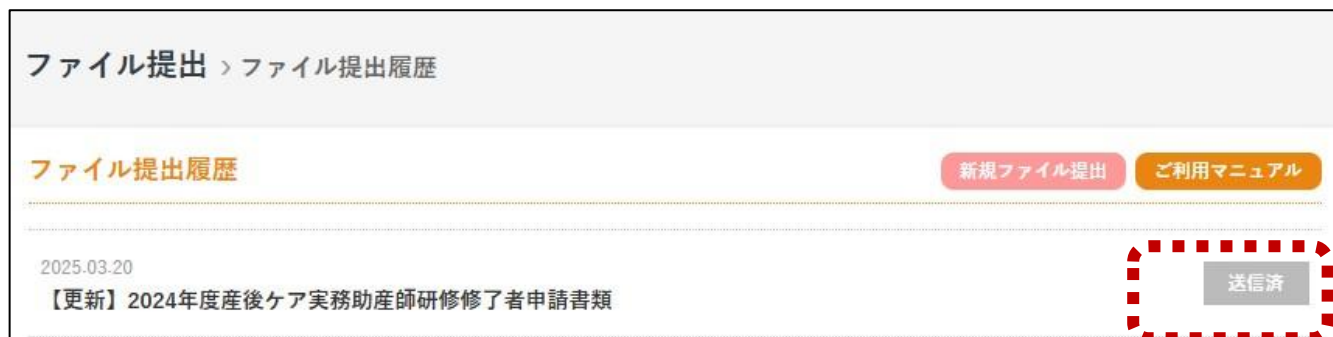 ファイル提出 › ファイル提出履歴
ファイル提出履歴
新規ファイル提出
ご利用マニュアル
2025.03.20
送信済
【更新】2024年度産後ケア実務助産師研修修了者申請書類